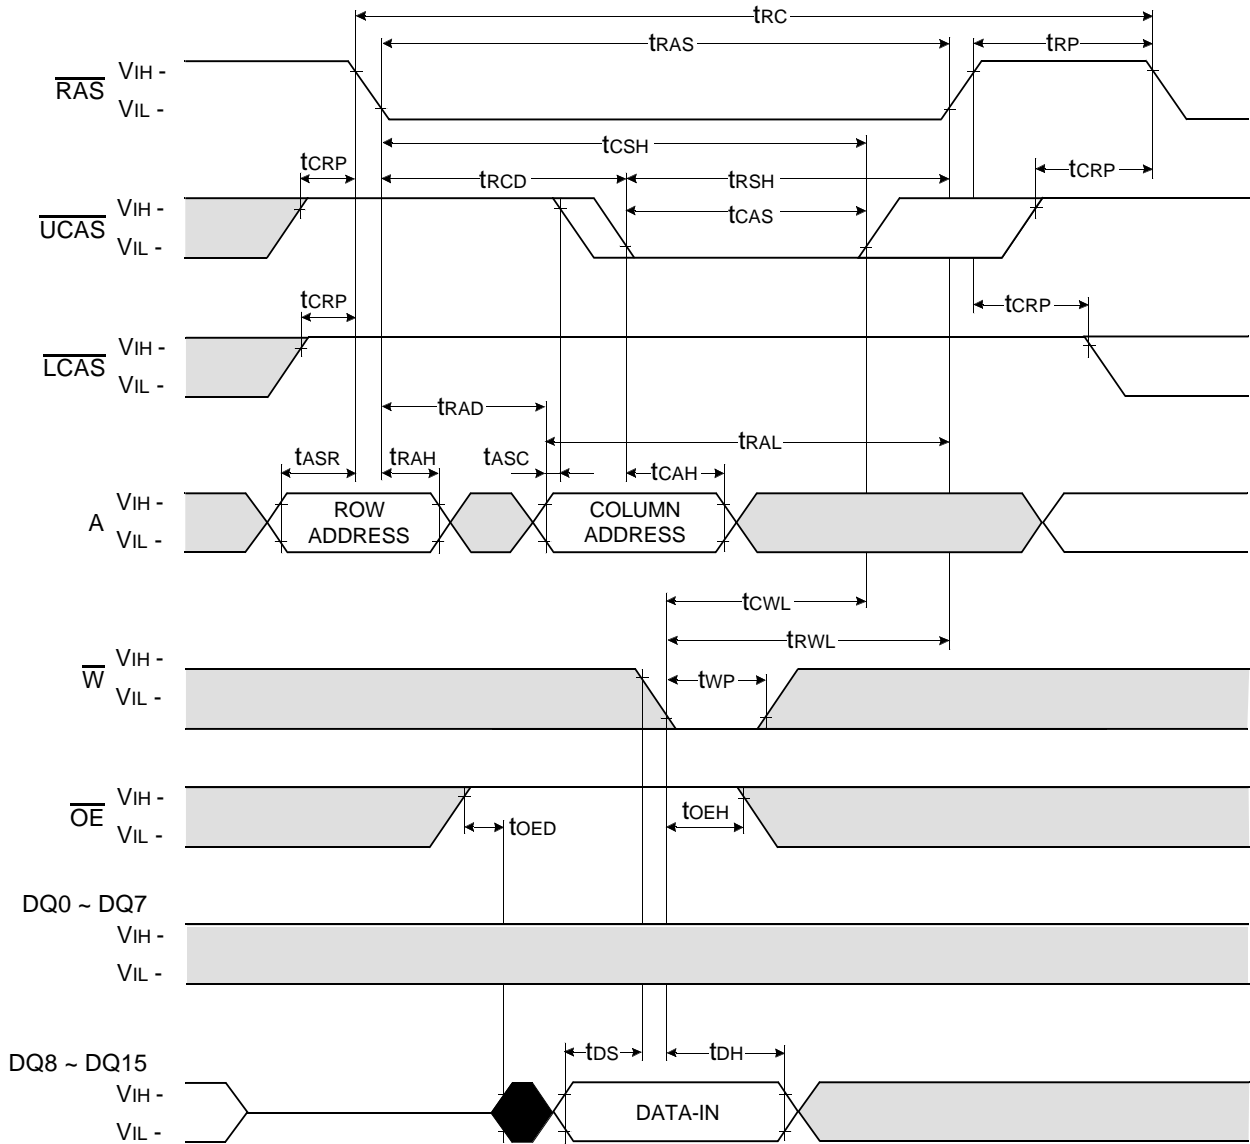 tRC
tRAS
tRP
RAS
VIH -
VIL -
tCSH
tCRP
tRCD
tRSH
tCRP
UCAS
VIH -
VIL -
tCAS
tCRP
tCRP
LCAS
VIH -
VIL -
tRAD
tRAL
tASR
tRAH
tASC
tCAH
A
VIH -
VIL -
ROW
ADDRESS
COLUMN
ADDRESS
tCWL
tRWL
W
VIH -
VIL -
tWP
OE
VIH -
VIL -
tOED
tOEH
DQ0 ~ DQ7
VIH -
VIL -
DQ8 ~ DQ15
tDS
tDH
VIH -
VIL -
DATA-IN